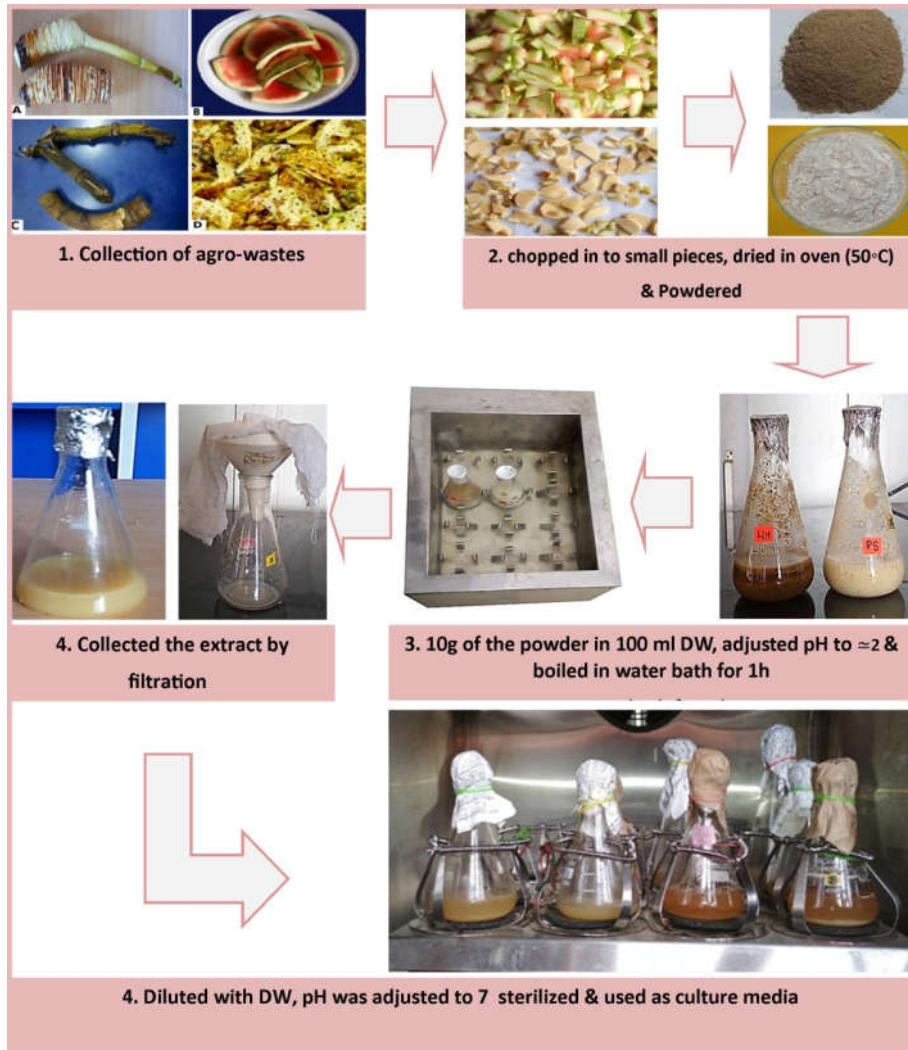 A
B
C
D
1. Collection of agro-wastes
2. chopped in to small pieces, dried in oven (50◦C)
& Powdered
WM
PS
4. Collected the extract by
filtration
3. 10g of the powder in 100 ml DW, adjusted pH to ≃2 &
boiled in water bath for 1h
4. Diluted with DW, pH was adjusted to 7 sterilized & used as culture media